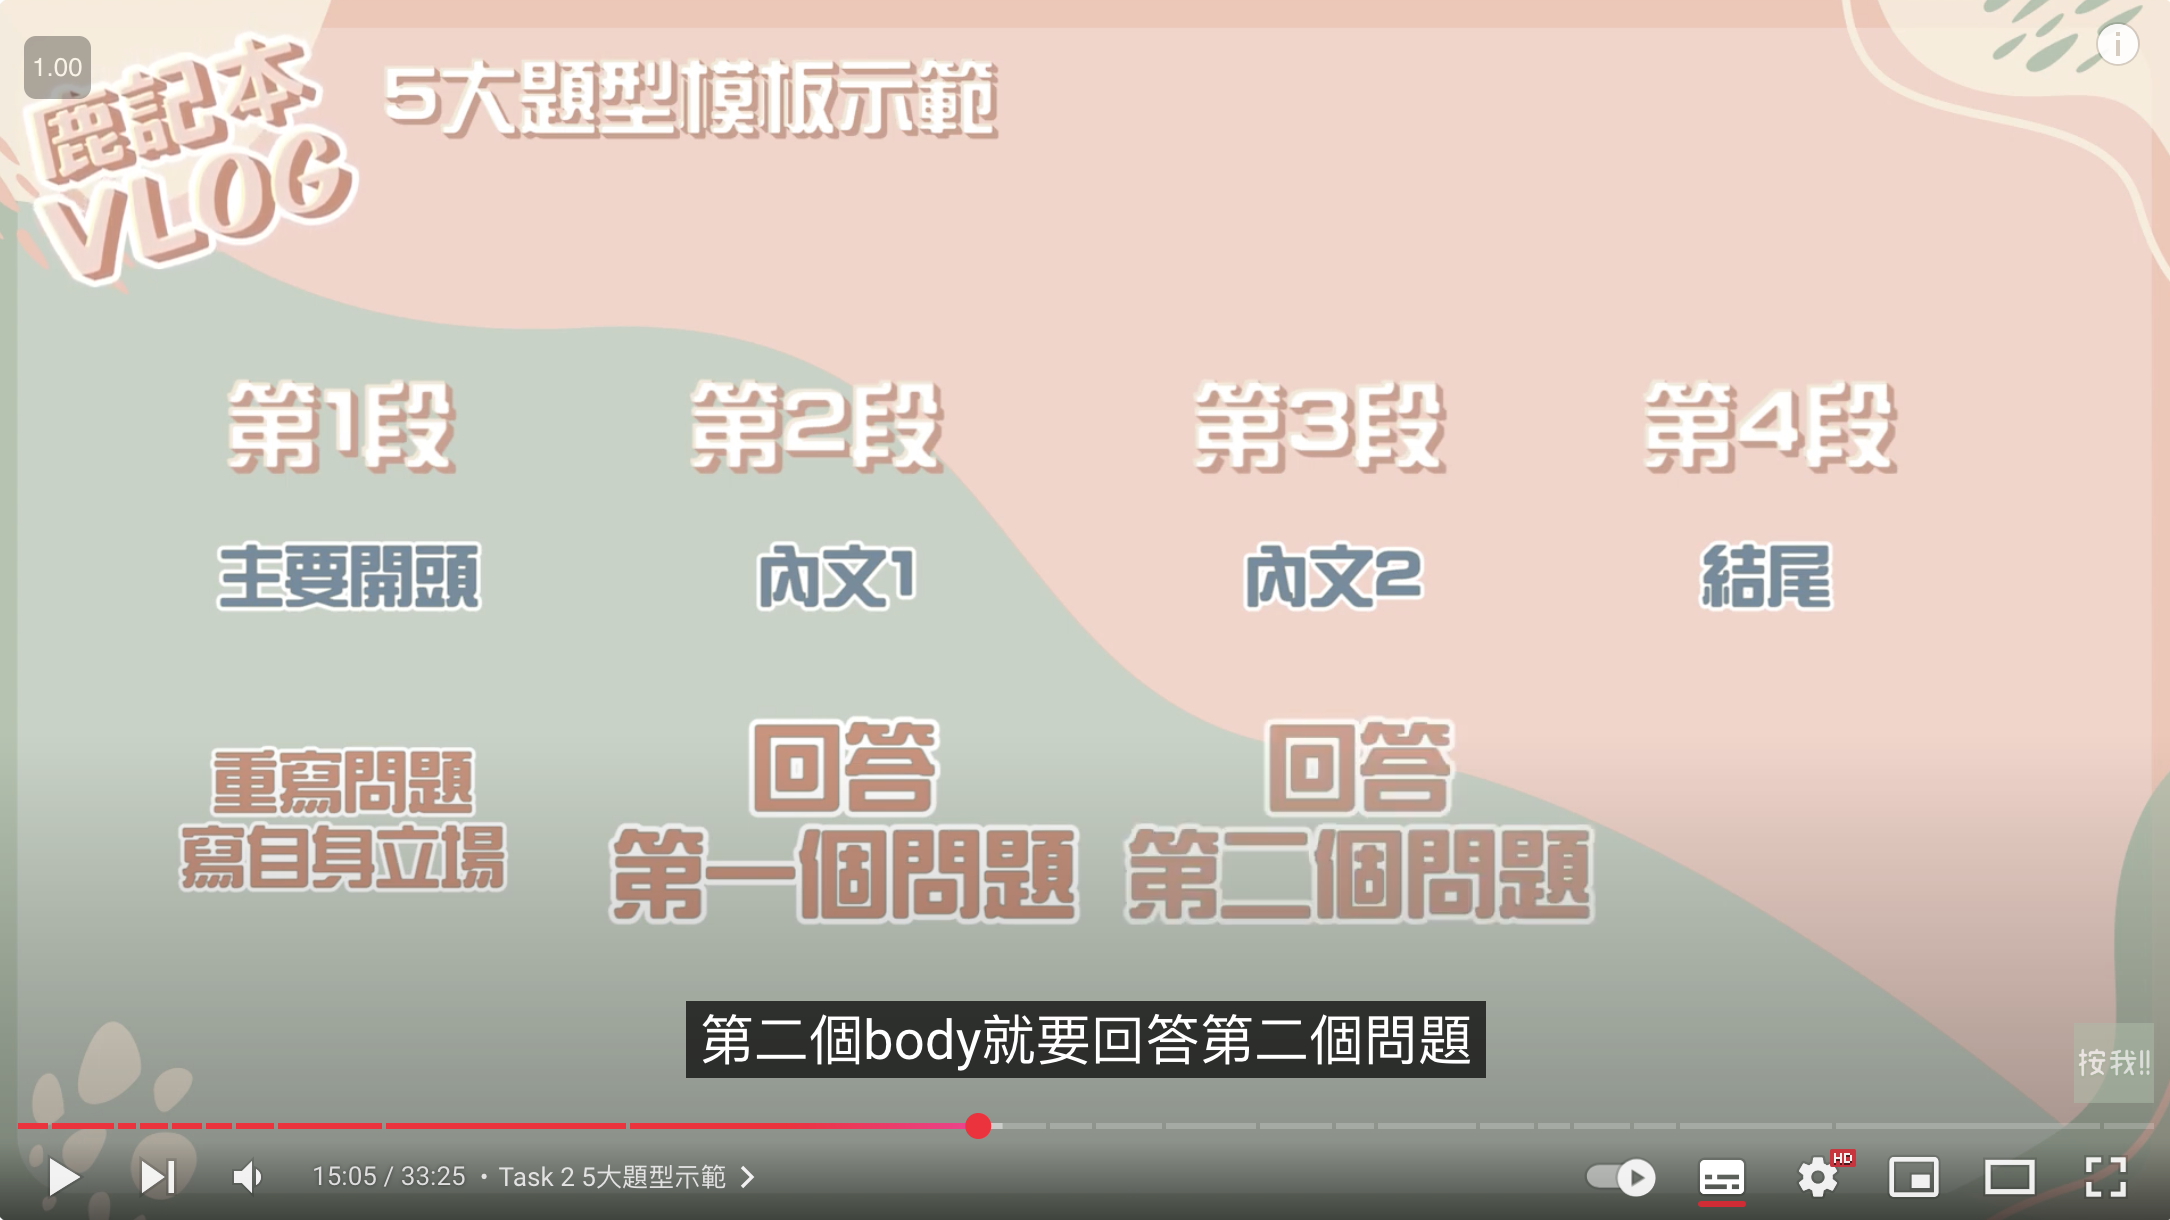 1.00
鹿記本
VLOG
5大題型模板示範
第1段
第2段
第3段
第4段
主要開頭
內文1
內文2
結尾
重寫問題
寫自身立場
回答
第一個問題
回答
第二個問題
第二個body就要回答第二個問題
按我!!
15:05 / 33:25 • Task 2 5大題型示範
HD